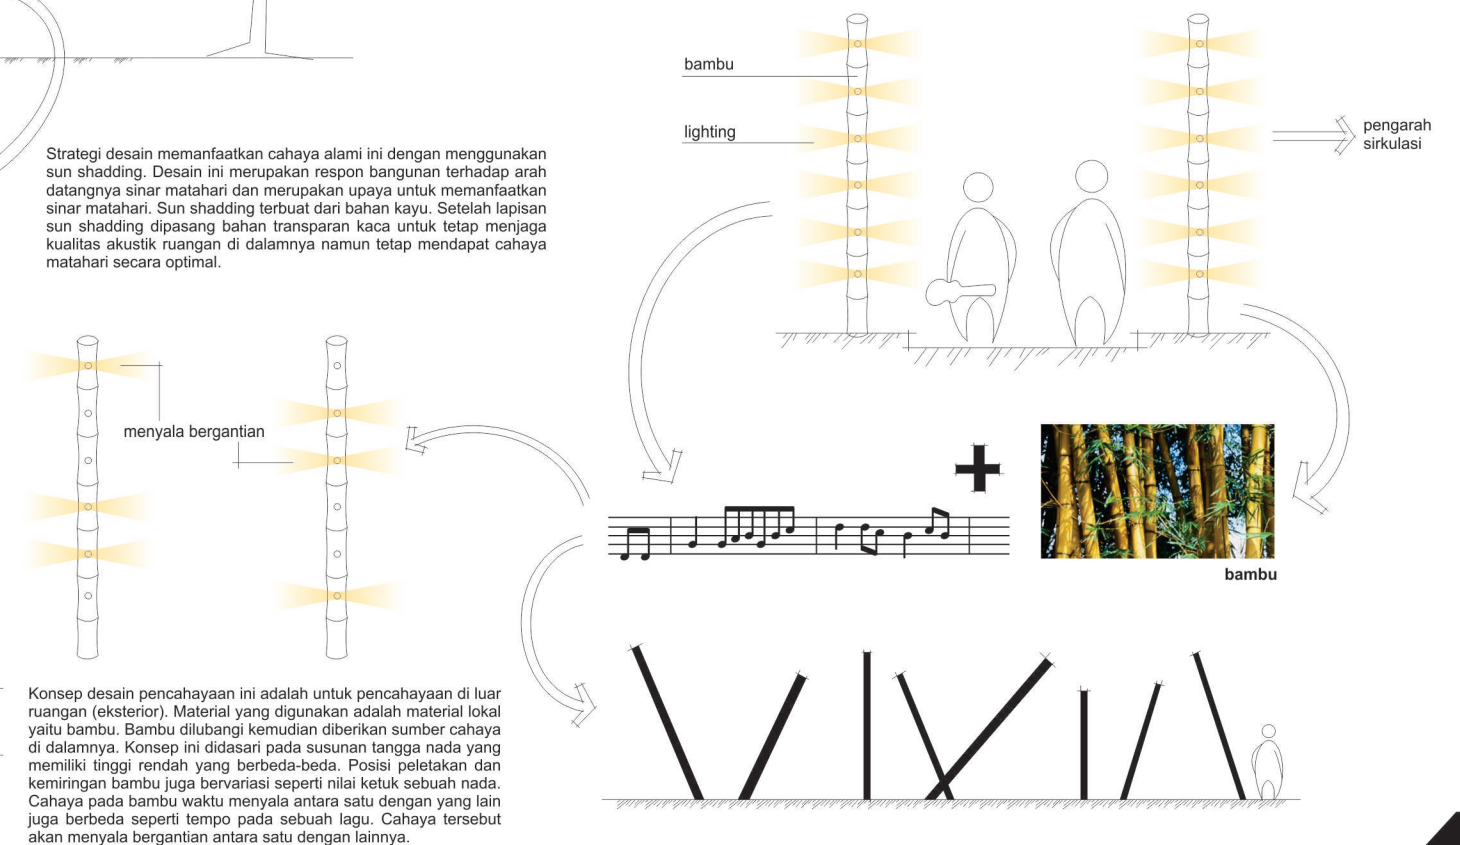 bambu
lighting
pengarah
sirkulasi
Strategi desain memanfaatkan cahaya alami ini dengan menggunakan
sun shadding. Desain ini merupakan respon bangunan terhadap arah
datangnya sinar matahari dan merupakan upaya untuk memanfaatkan
sinar matahari. Sun shadding terbuat dari bahan kayu. Setelah lapisan
sun shadding dipasang bahan transparan kaca untuk tetap menjaga
kualitas akustik ruangan di dalamnya namun tetap mendapat cahaya
matahari secara optimal.
menyala bergantian
bambu
Konsep desain pencahayaan ini adalah untuk pencahayaan di luar
ruangan (eksterior). Material yang digunakan adalah material lokal
yaitu bambu. Bambu dilubangi kemudian diberikan sumber cahaya
di dalamnya. Konsep ini didasari pada susunan tangga nada yang
memiliki tinggi rendah yang berbeda-beda. Posisi peletakan dan
kemiringan bambu juga bervariasi seperti nilai ketuk sebuah nada.
Cahaya pada bambu waktu menyala antara satu dengan yang lain
juga berbeda seperti tempo pada sebuah lagu. Cahaya tersebut
akan menyala bergantian antara satu dengan lainnya.